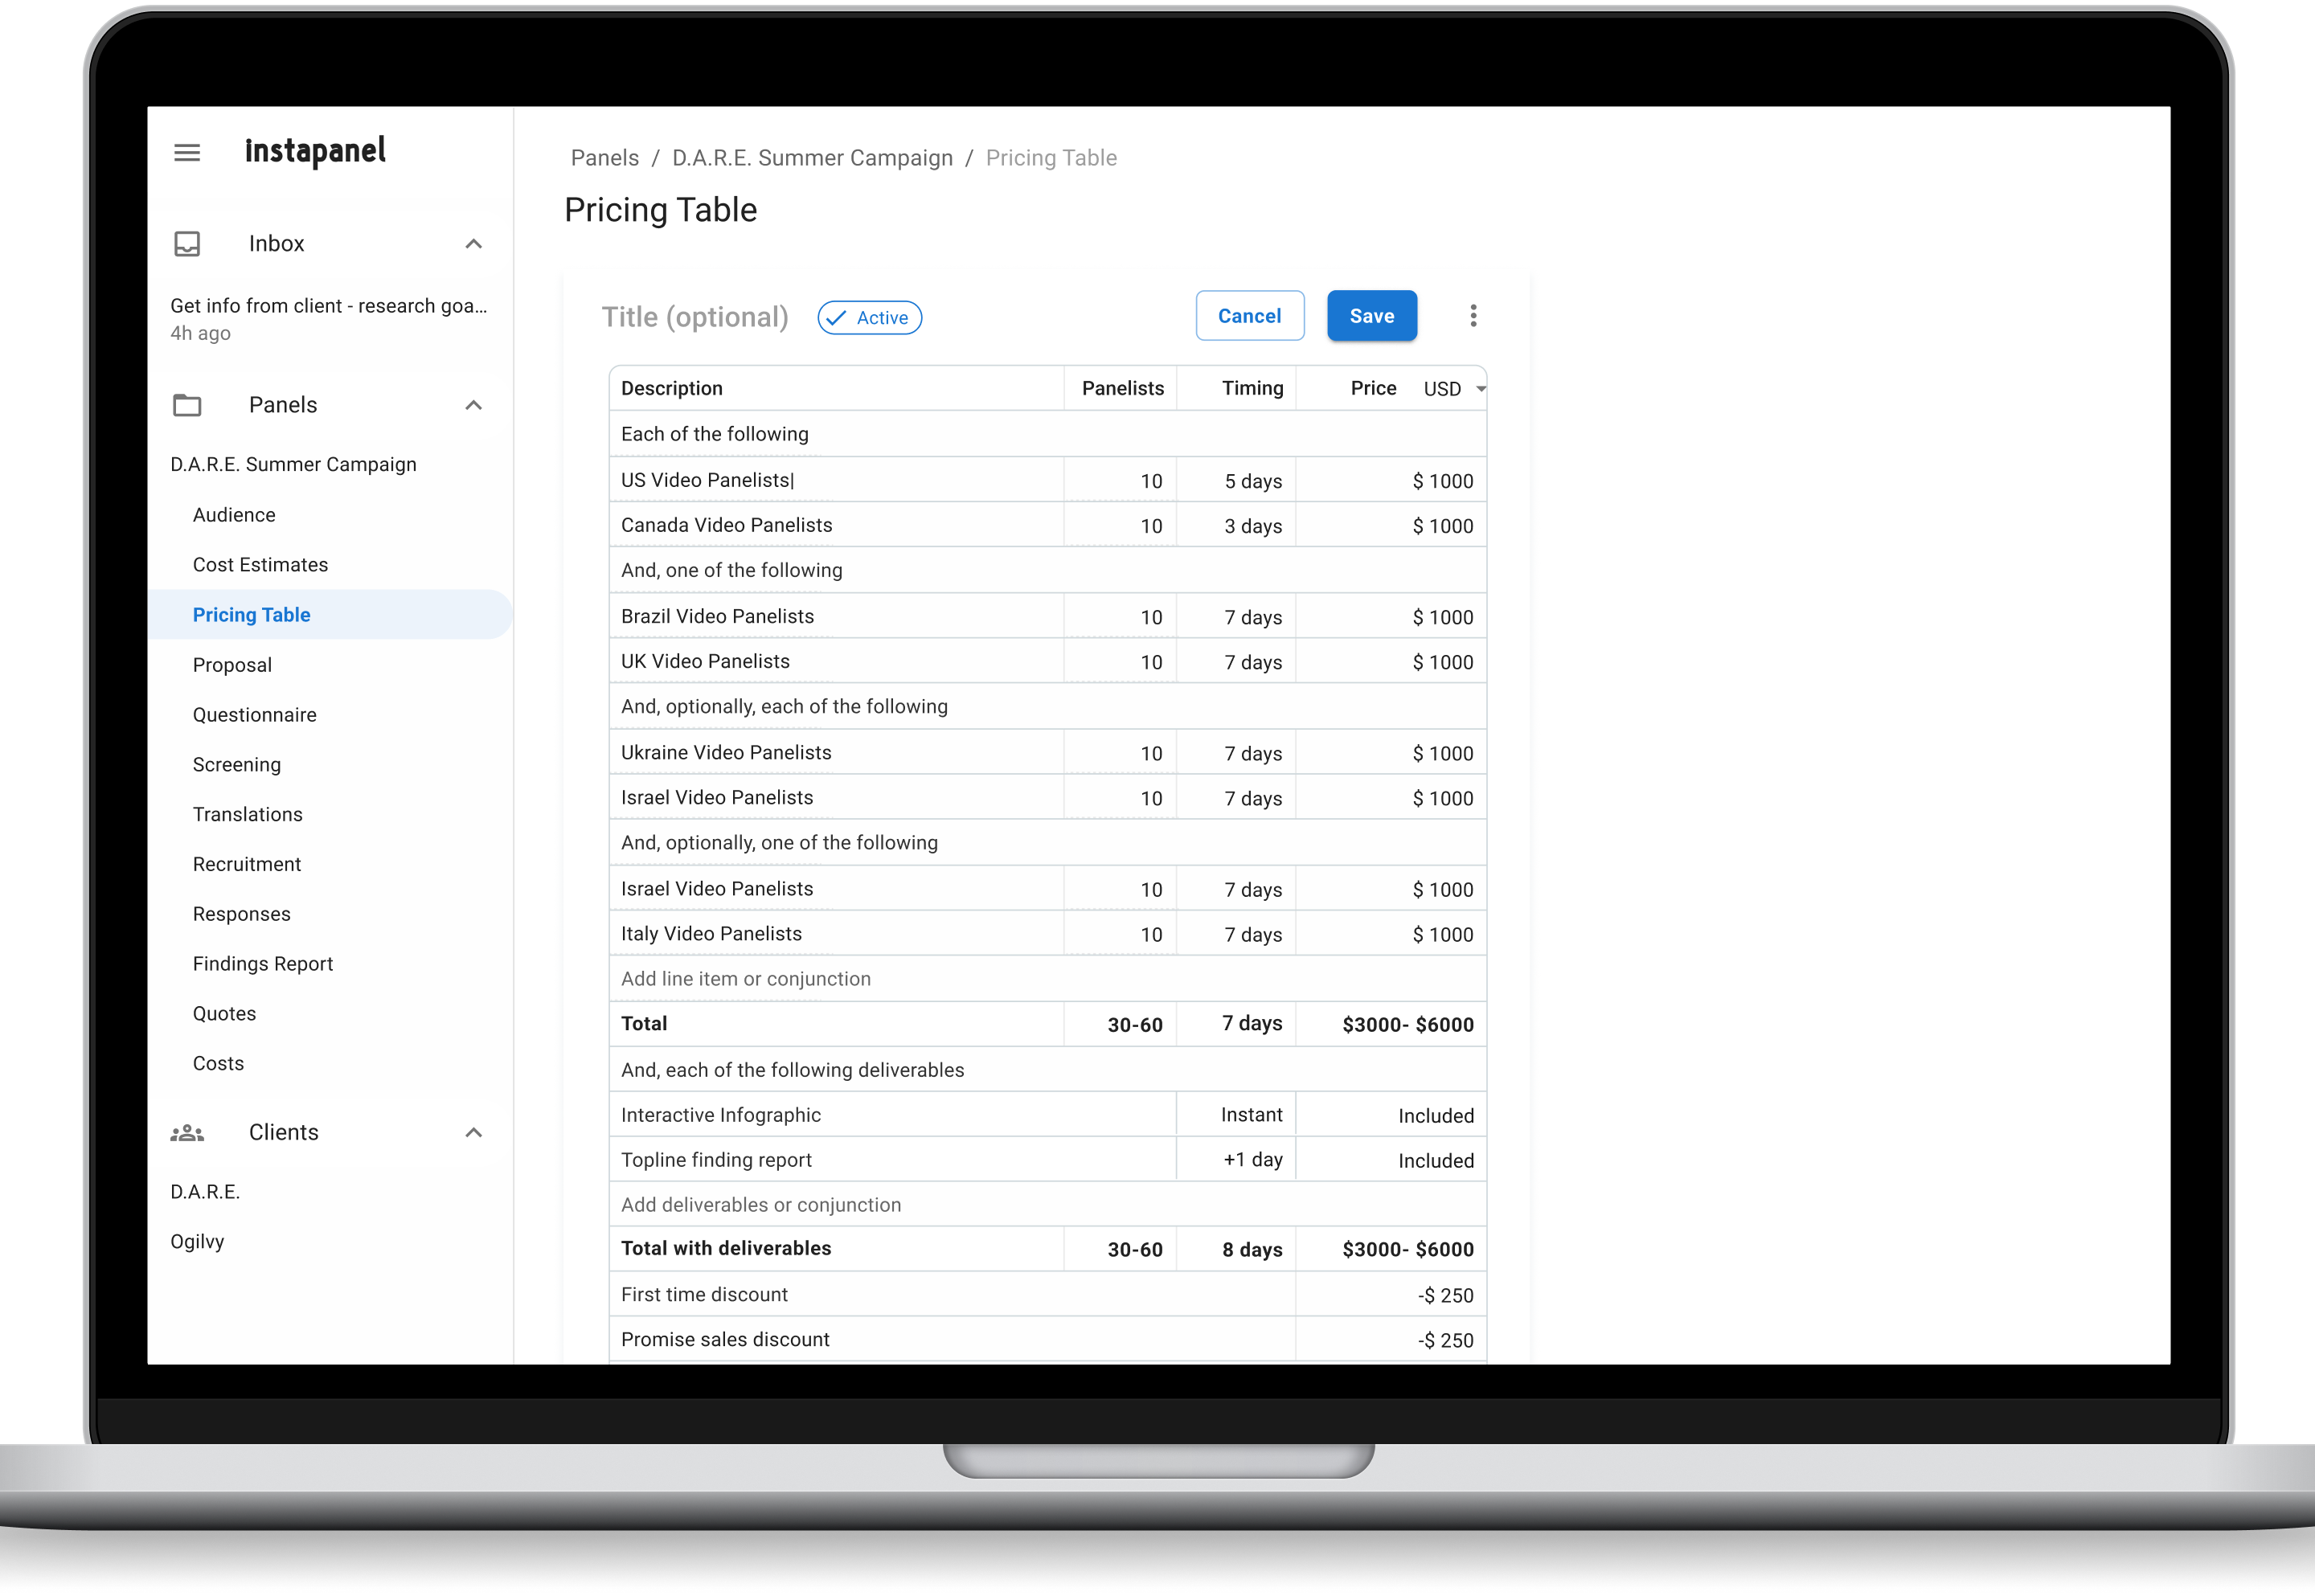 instapanel
Inbox
Get info from client - research goa...
4h ago
Panels
D.A.R.E. Summer Campaign
Audience
Cost Estimates
Pricing Table
Proposal
Questionnaire
Screening
Translations
Recruitment
Responses
Findings Report
Quotes
Costs
Clients
D.A.R.E.
Ogilvy
Panels / D.A.R.E. Summer Campaign / Pricing Table
Pricing Table
Title (optional) Active Cancel Save
Description Panelists Timing Price USD
Each of the following
US Video Panelists 10 5 days $ 1000
Canada Video Panelists 10 3 days $ 1000
And, one of the following
Brazil Video Panelists 10 7 days $ 1000
UK Video Panelists 10 7 days $ 1000
And, optionally, each of the following
Ukraine Video Panelists 10 7 days $ 1000
Israel Video Panelists 10 7 days $ 1000
And, optionally, one of the following
Israel Video Panelists 10 7 days $ 1000
Italy Video Panelists 10 7 days $ 1000
Add line item or conjunction
Total 30-60 7 days $3000- $6000
And, each of the following deliverables
Interactive Infographic Instant Included
Topline finding report +1 day Included
Add deliverables or conjunction
Total with deliverables 30-60 8 days $3000- $6000
First time discount -$ 250
Promise sales discount -$ 250